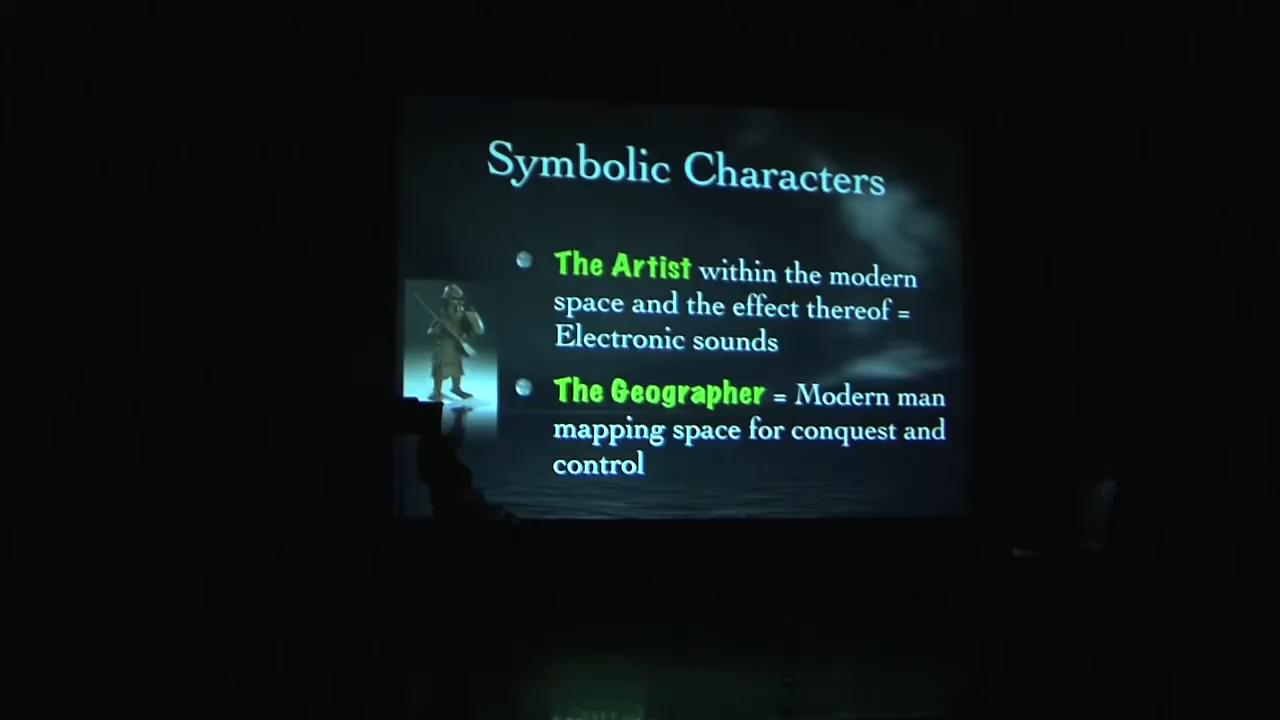 Symbolic Characters
The Artist within the modern
space and the effect thereof =
Electronic sounds
The Geographer = Modern man
mapping space for conquest and
control